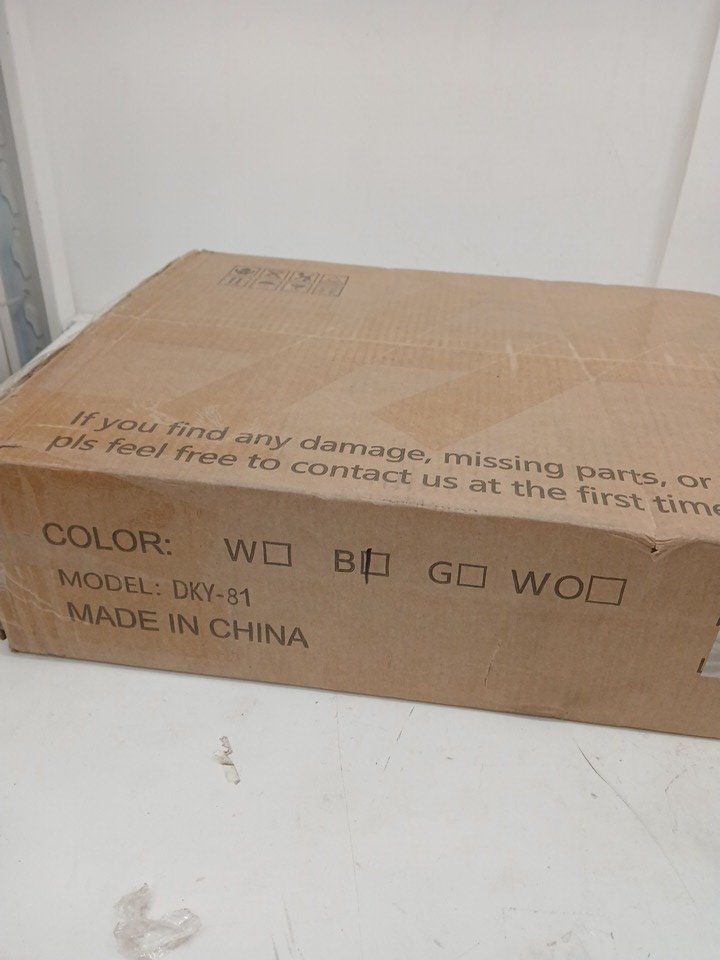 If you find any damage, missing parts, or
pls feel free to contact us at the first time
COLOR: W□ B□ G□ WO□
MODEL: DKY-81
MADE IN CHINA